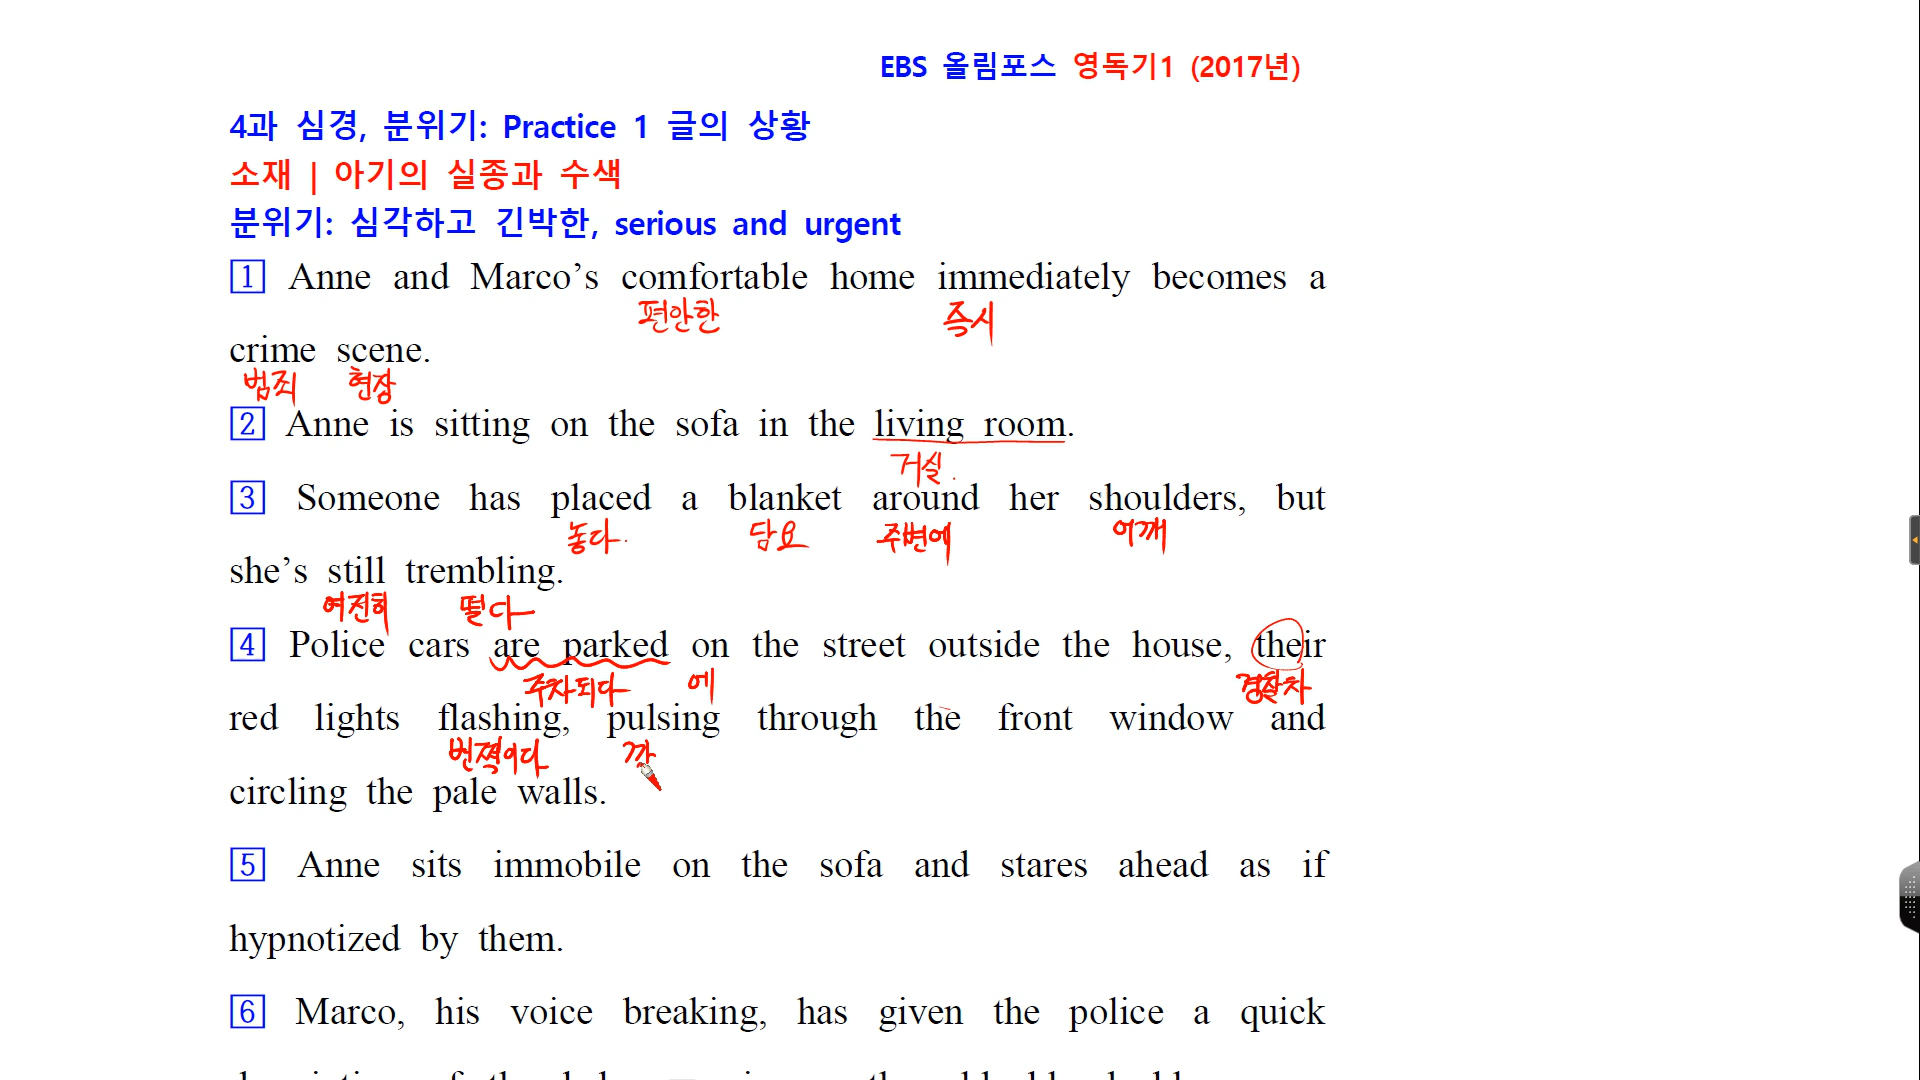 EBS 올림포스 영독기1 (2017년)
4과 심경, 분위기: Practice 1 글의 상황
소재 | 아기의 실종과 수색
분위기: 심각하고 긴박한, serious and urgent
1 Anne and Marco’s comfortable home immediately becomes a
편안한 즉시
crime scene.
범죄 현장
2 Anne is sitting on the sofa in the living room.
거실.
3 Someone has placed a blanket around her shoulders, but
놓다. 담요 주변에 어깨
she’s still trembling.
여전히 떨다
4 Police cars are parked on the street outside the house, their
주차되다 에 경찰차
red lights flashing, pulsing through the front window and
번쩍이다 깜
circling the pale walls.
5 Anne sits immobile on the sofa and stares ahead as if
hypnotized by them.
6 Marco, his voice breaking, has given the police a quick